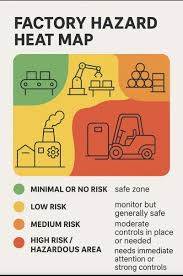 FACTORY HAZARD
HEAT MAP
MINIMAL OR NO RISK safe zone
LOW RISK monitor but
generally safe
MEDIUM RISK moderate
controls in place
or needed
HIGH RISK / needs immediate
HAZARDOUS AREA attention or
strong controls